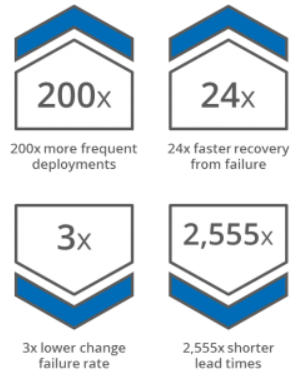 200x
200x more frequent
deployments
24x
24x faster recovery
from failure
3x
3x lower change
failure rate
2,555x
2,555x shorter
lead times